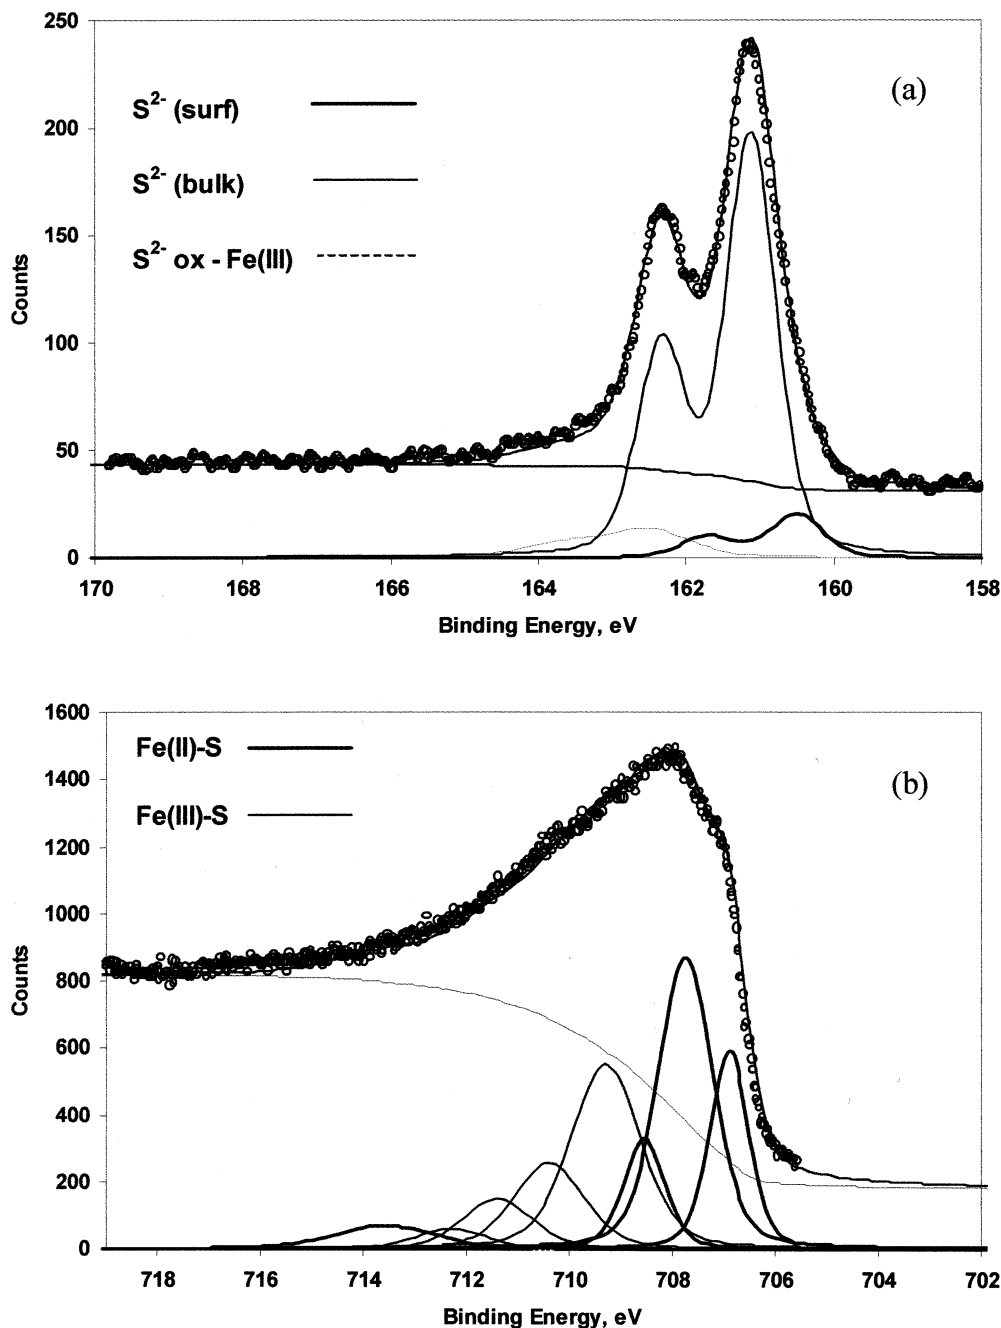 250
(a)
S²⁻ (surf)
200
S²⁻ (bulk)
150
S²⁻ ox - Fe(III)
Counts
100
50
0
170 168 166 164 162 160 158
Binding Energy, eV
1600
Fe(II)-S
1400
(b)
Fe(III)-S
1200
1000
Counts
800
600
400
200
0
718 716 714 712 710 708 706 704 702
Binding Energy, eV